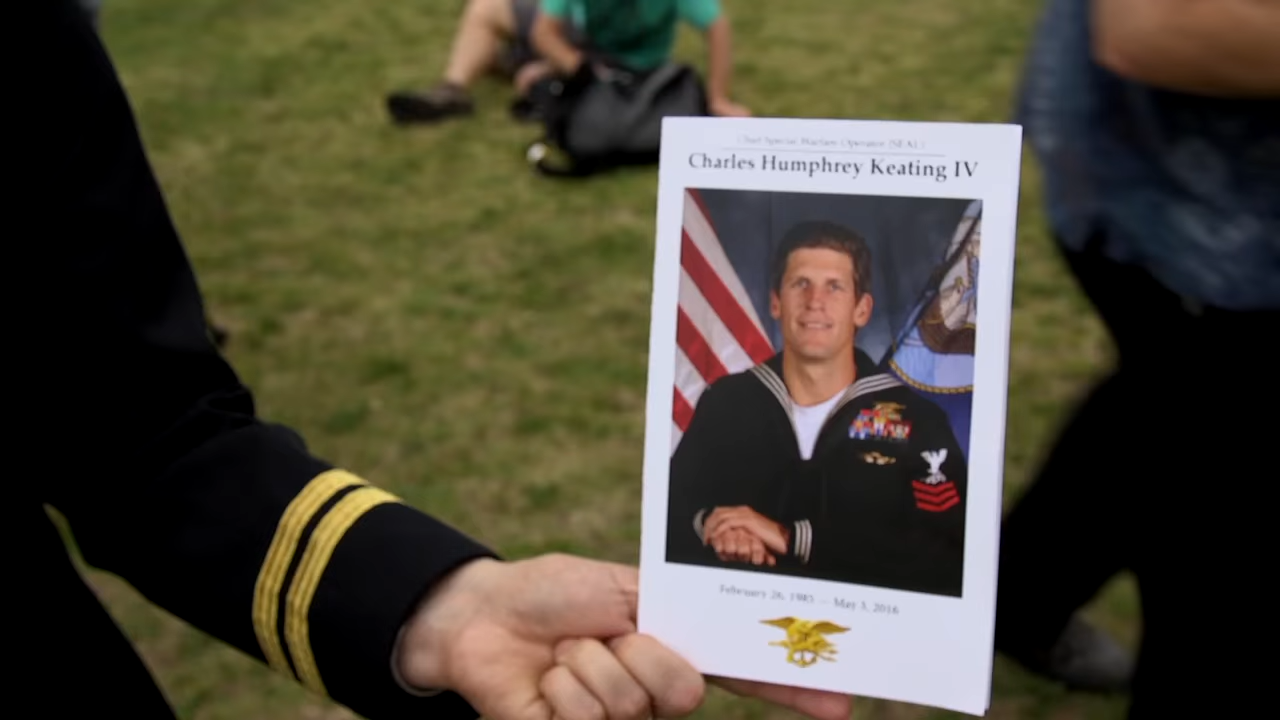 Chief Special Warfare Operator (SEAL)
Charles Humphrey Keating IV
February 26, 1985 — May 3, 2016